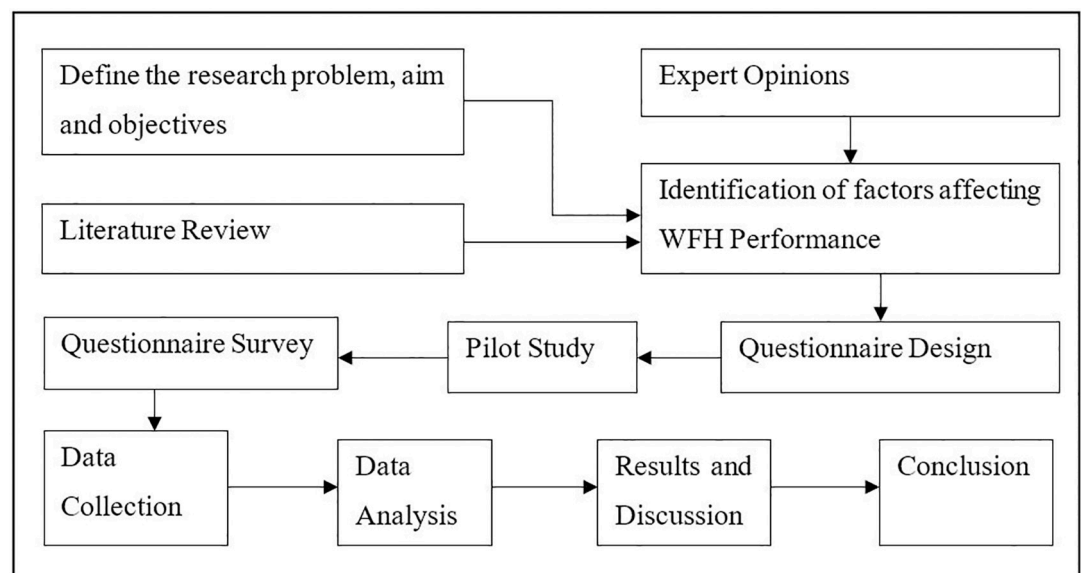 Define the research problem, aim
and objectives
Expert Opinions
Literature Review
Identification of factors affecting
WFH Performance
Questionnaire Survey
Pilot Study
Questionnaire Design
Data
Collection
Data
Analysis
Results and
Discussion
Conclusion